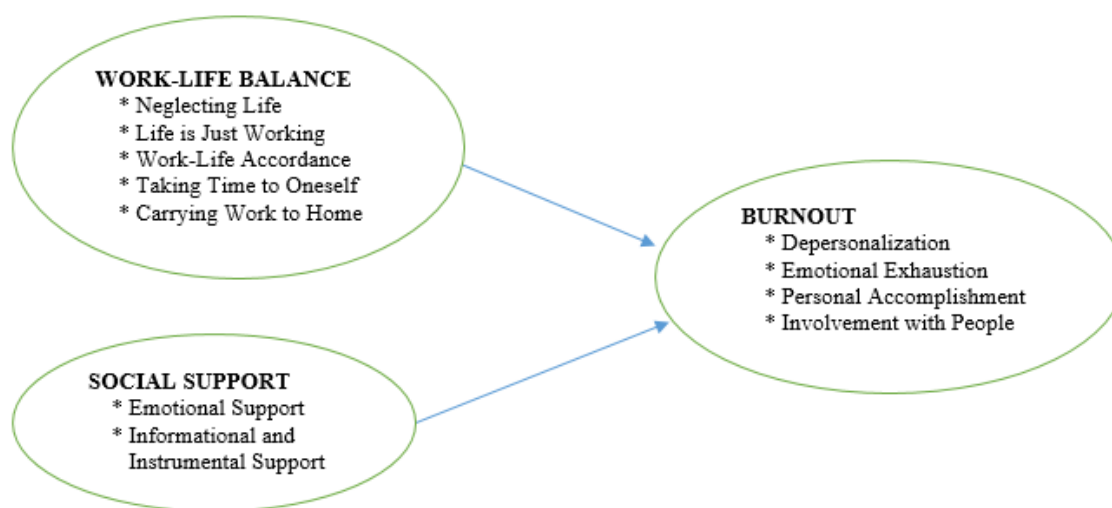 WORK-LIFE BALANCE
* Neglecting Life
* Life is Just Working
* Work-Life Accordance
* Taking Time to Oneself
* Carrying Work to Home
BURNOUT
* Depersonalization
* Emotional Exhaustion
* Personal Accomplishment
* Involvement with People
SOCIAL SUPPORT
* Emotional Support
* Informational and
Instrumental Support